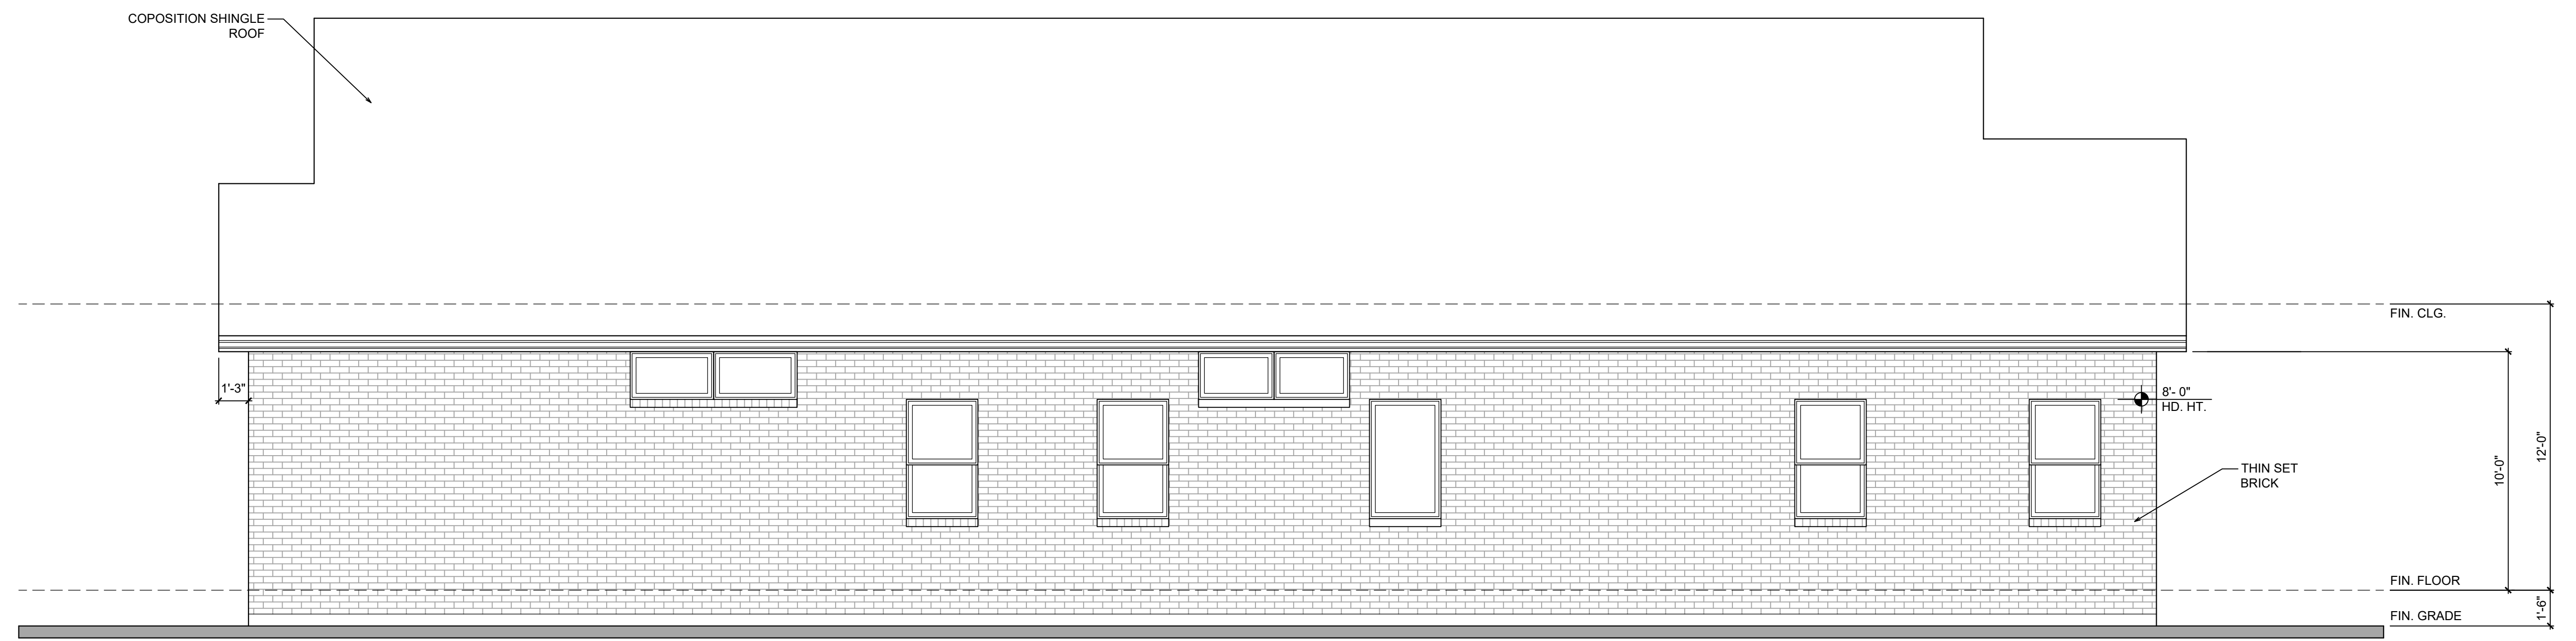 COPOSITION SHINGLE
ROOF
FIN. CLG.
1'-3"
8'- 0"
HD. HT.
THIN SET
BRICK
10'-0"
12'-0"
FIN. FLOOR
FIN. GRADE
1'-6"